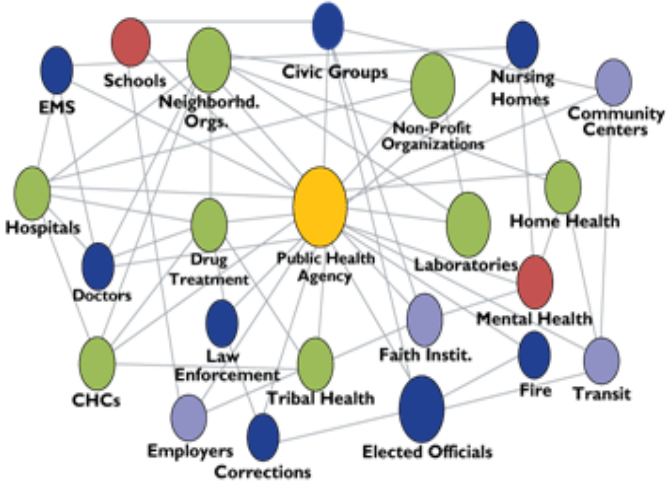 Schools
Civic Groups
Nursing
Homes
EMS
Neighborhd.
Orgs.
Non-Profit
Organizations
Community
Centers
Hospitals
Drug
Treatment
Public Health
Agency
Laboratories
Home Health
Doctors
Mental Health
Law
Enforcement
Faith Instit.
CHCs
Tribal Health
Fire
Transit
Employers
Corrections
Elected Officials